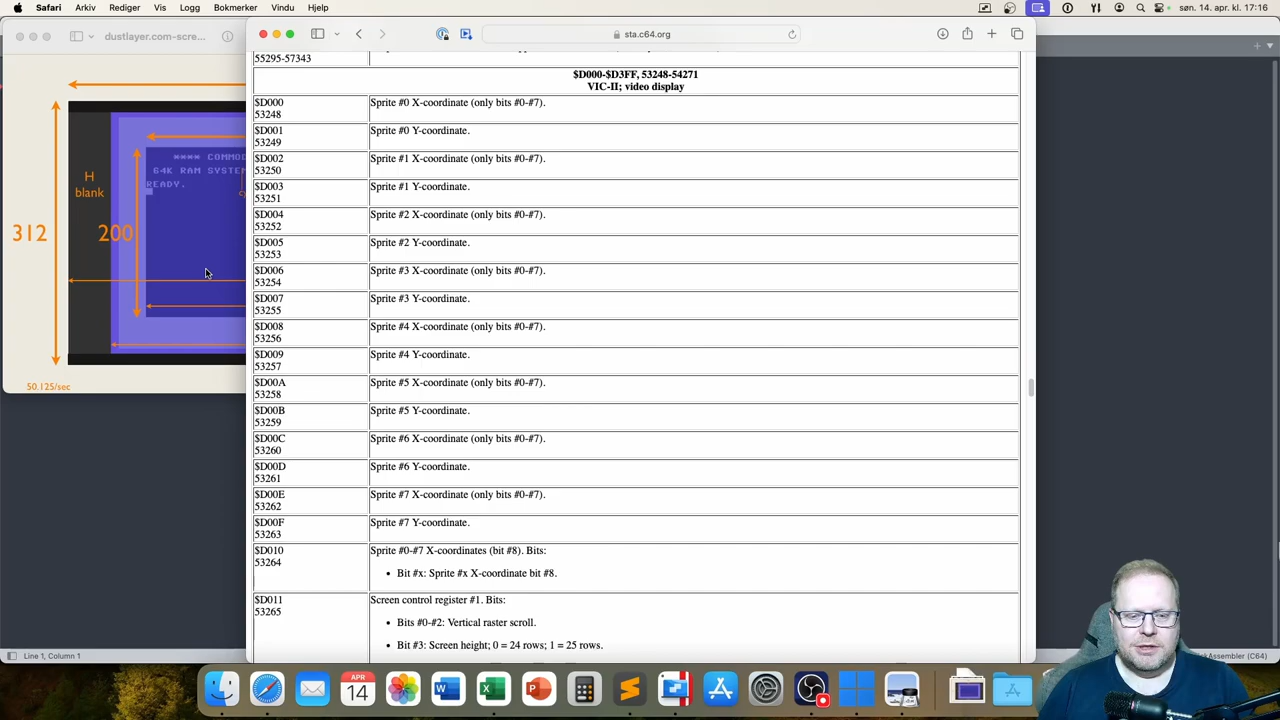 Safari Arkiv Rediger Vis Logg Bokmerker Vindu Hjelp
søn. 14. apr. kl. 17:16
dustlayer.com-scre...
sta.c64.org
312
200
H
blank
**** COMMOD
64K RAM SYSTEM
READY.
50.125/sec
55295-57343
$D000-$D3FF, 53248-54271
VIC-II; video display
$D000
53248
Sprite #0 X-coordinate (only bits #0-#7).
$D001
53249
Sprite #0 Y-coordinate.
$D002
53250
Sprite #1 X-coordinate (only bits #0-#7).
$D003
53251
Sprite #1 Y-coordinate.
$D004
53252
Sprite #2 X-coordinate (only bits #0-#7).
$D005
53253
Sprite #2 Y-coordinate.
$D006
53254
Sprite #3 X-coordinate (only bits #0-#7).
$D007
53255
Sprite #3 Y-coordinate.
$D008
53256
Sprite #4 X-coordinate (only bits #0-#7).
$D009
53257
Sprite #4 Y-coordinate.
$D00A
53258
Sprite #5 X-coordinate (only bits #0-#7).
$D00B
53259
Sprite #5 Y-coordinate.
$D00C
53260
Sprite #6 X-coordinate (only bits #0-#7).
$D00D
53261
Sprite #6 Y-coordinate.
$D00E
53262
Sprite #7 X-coordinate (only bits #0-#7).
$D00F
53263
Sprite #7 Y-coordinate.
$D010
53264
Sprite #0-#7 X-coordinates (bit #8). Bits:
• Bit #x: Sprite #x X-coordinate bit #8.
$D011
53265
Screen control register #1. Bits:
• Bits #0-#2: Vertical raster scroll.
• Bit #3: Screen height; 0 = 24 rows; 1 = 25 rows.
Line 1, Column 1
Assembler (C64)
APR
14